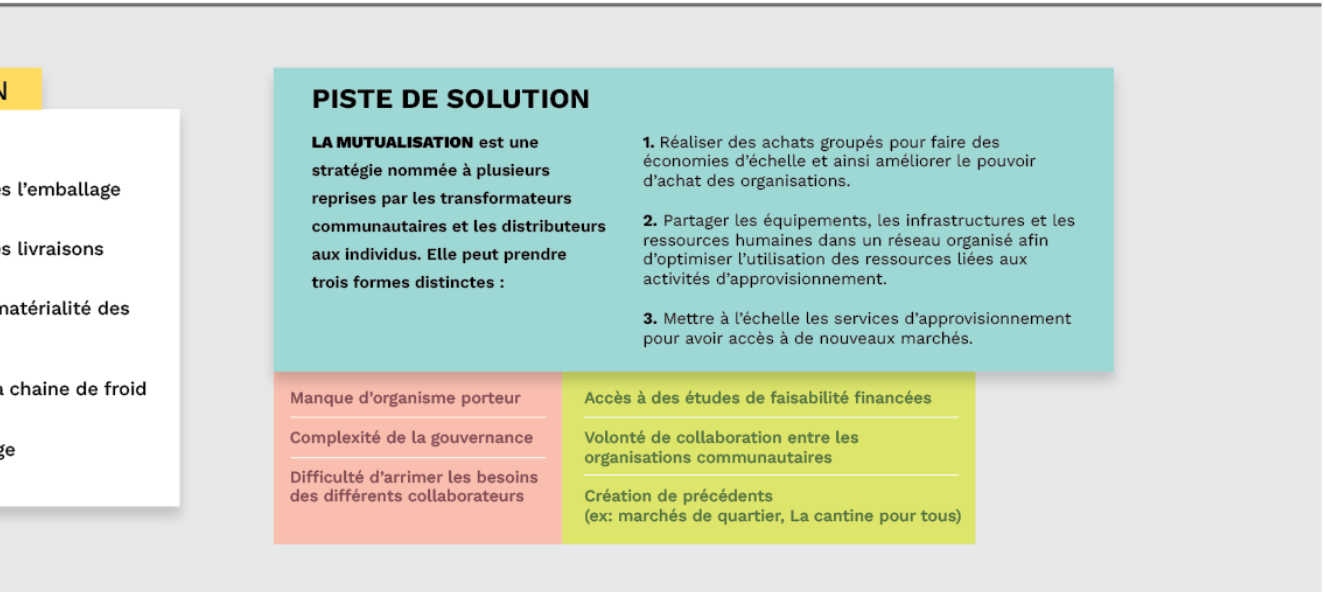 N
s l'emballage
s livraisons
matérialité des
chaine de froid
ge
PISTE DE SOLUTION
LA MUTUALISATION est une
stratégie nommée à plusieurs
reprises par les transformateurs
communautaires et les distributeurs
aux individus. Elle peut prendre
trois formes distinctes :
1. Réaliser des achats groupés pour faire des
économies d'échelle et ainsi améliorer le pouvoir
d'achat des organisations.
2. Partager les équipements, les infrastructures et les
ressources humaines dans un réseau organisé afin
d'optimiser l'utilisation des ressources liées aux
activités d'approvisionnement.
3. Mettre à l'échelle les services d'approvisionnement
pour avoir accès à de nouveaux marchés.
Manque d'organisme porteur
Complexité de la gouvernance
Difficulté d'arrimer les besoins
des différents collaborateurs
Accès à des études de faisabilité financées
Volonté de collaboration entre les
organisations communautaires
Création de précédents
(ex: marchés de quartier, La cantine pour tous)